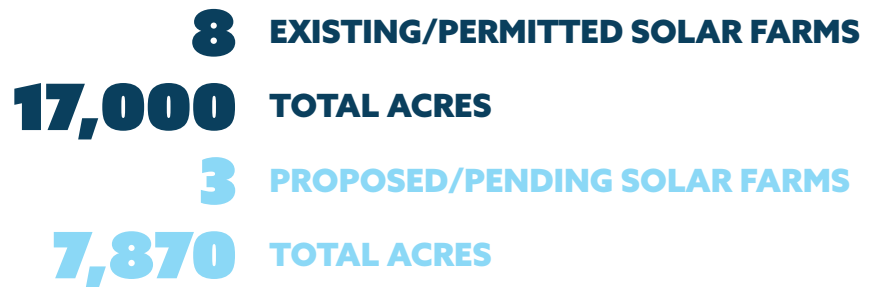 8 EXISTING/PERMITTED SOLAR FARMS
17,000 TOTAL ACRES
3 PROPOSED/PENDING SOLAR FARMS
7,870 TOTAL ACRES